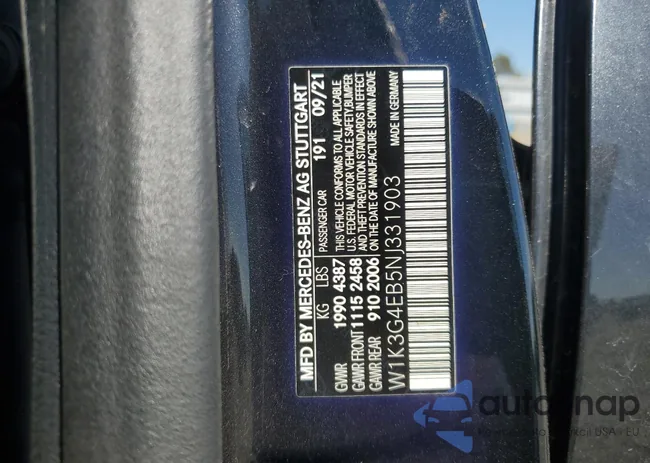 MFD BY MERCEDES-BENZ AG STUTTGART
KG LBS PASSENGER CAR 191 09/21
GVWR 1990 4387 THIS VEHICLE CONFORMS TO ALL APPLICABLE
GAWR FRONT 1115 2458 U.S. FEDERAL MOTOR VEHICLE SAFETY,BUMPER
AND THEFT PREVENTION STANDARDS IN EFFECT
GAWR REAR 910 2006 ON THE DATE OF MANUFACTURE SHOWN ABOVE
W1K3G4EB5NJ331903 MADE IN GERMANY